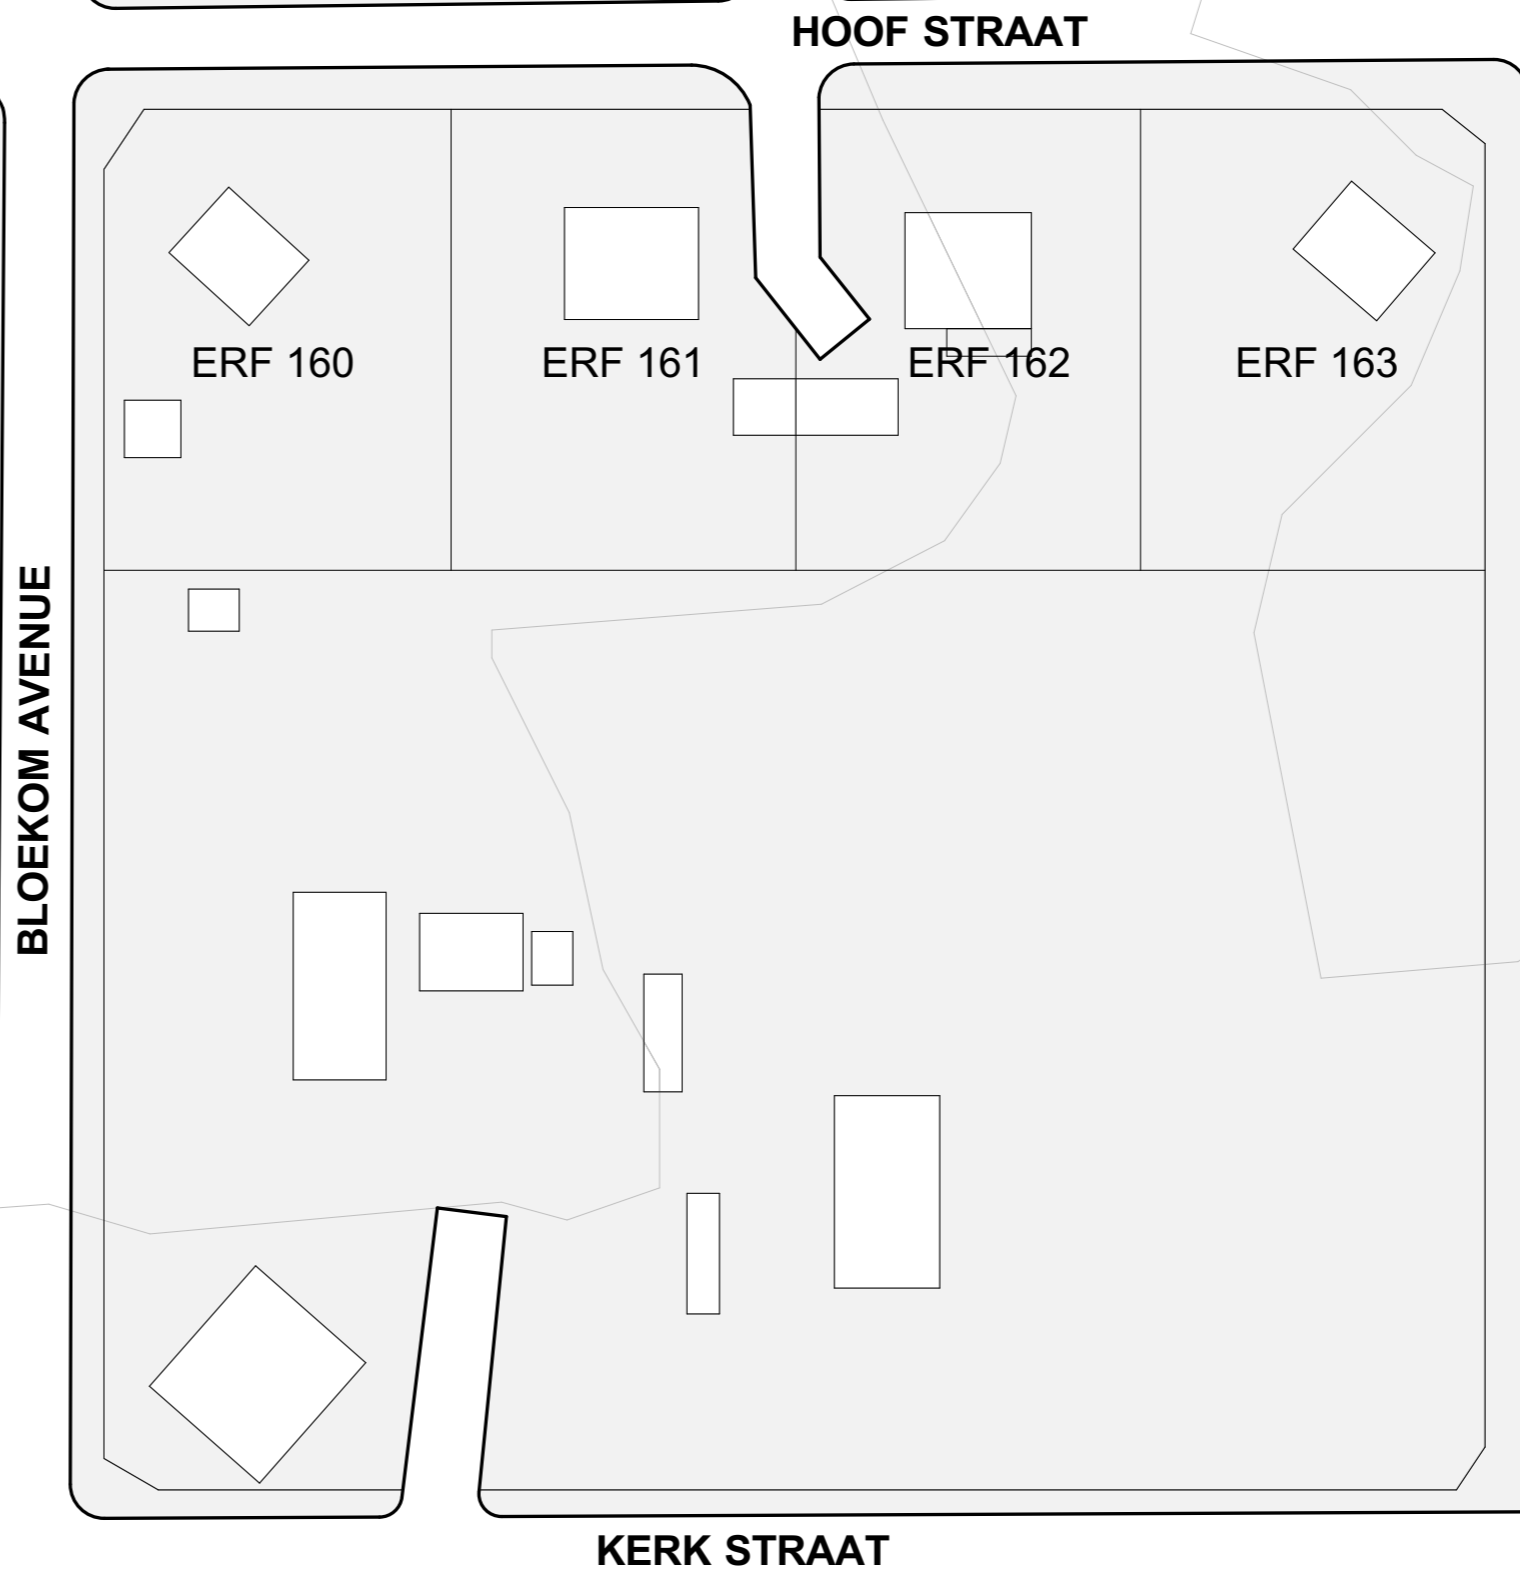 HOOF STRAAT
ERF 160
ERF 161
ERF 162
ERF 163
BLOEKOM AVENUE
KERK STRAAT